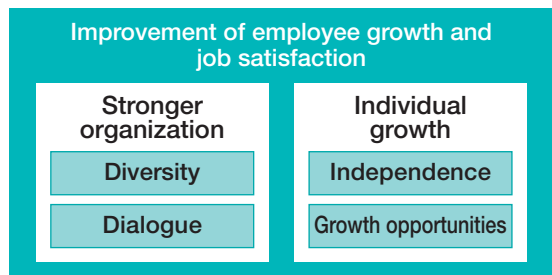 Improvement of employee growth and
job satisfaction
Stronger
organization
Diversity
Dialogue
Individual
growth
Independence
Growth opportunities